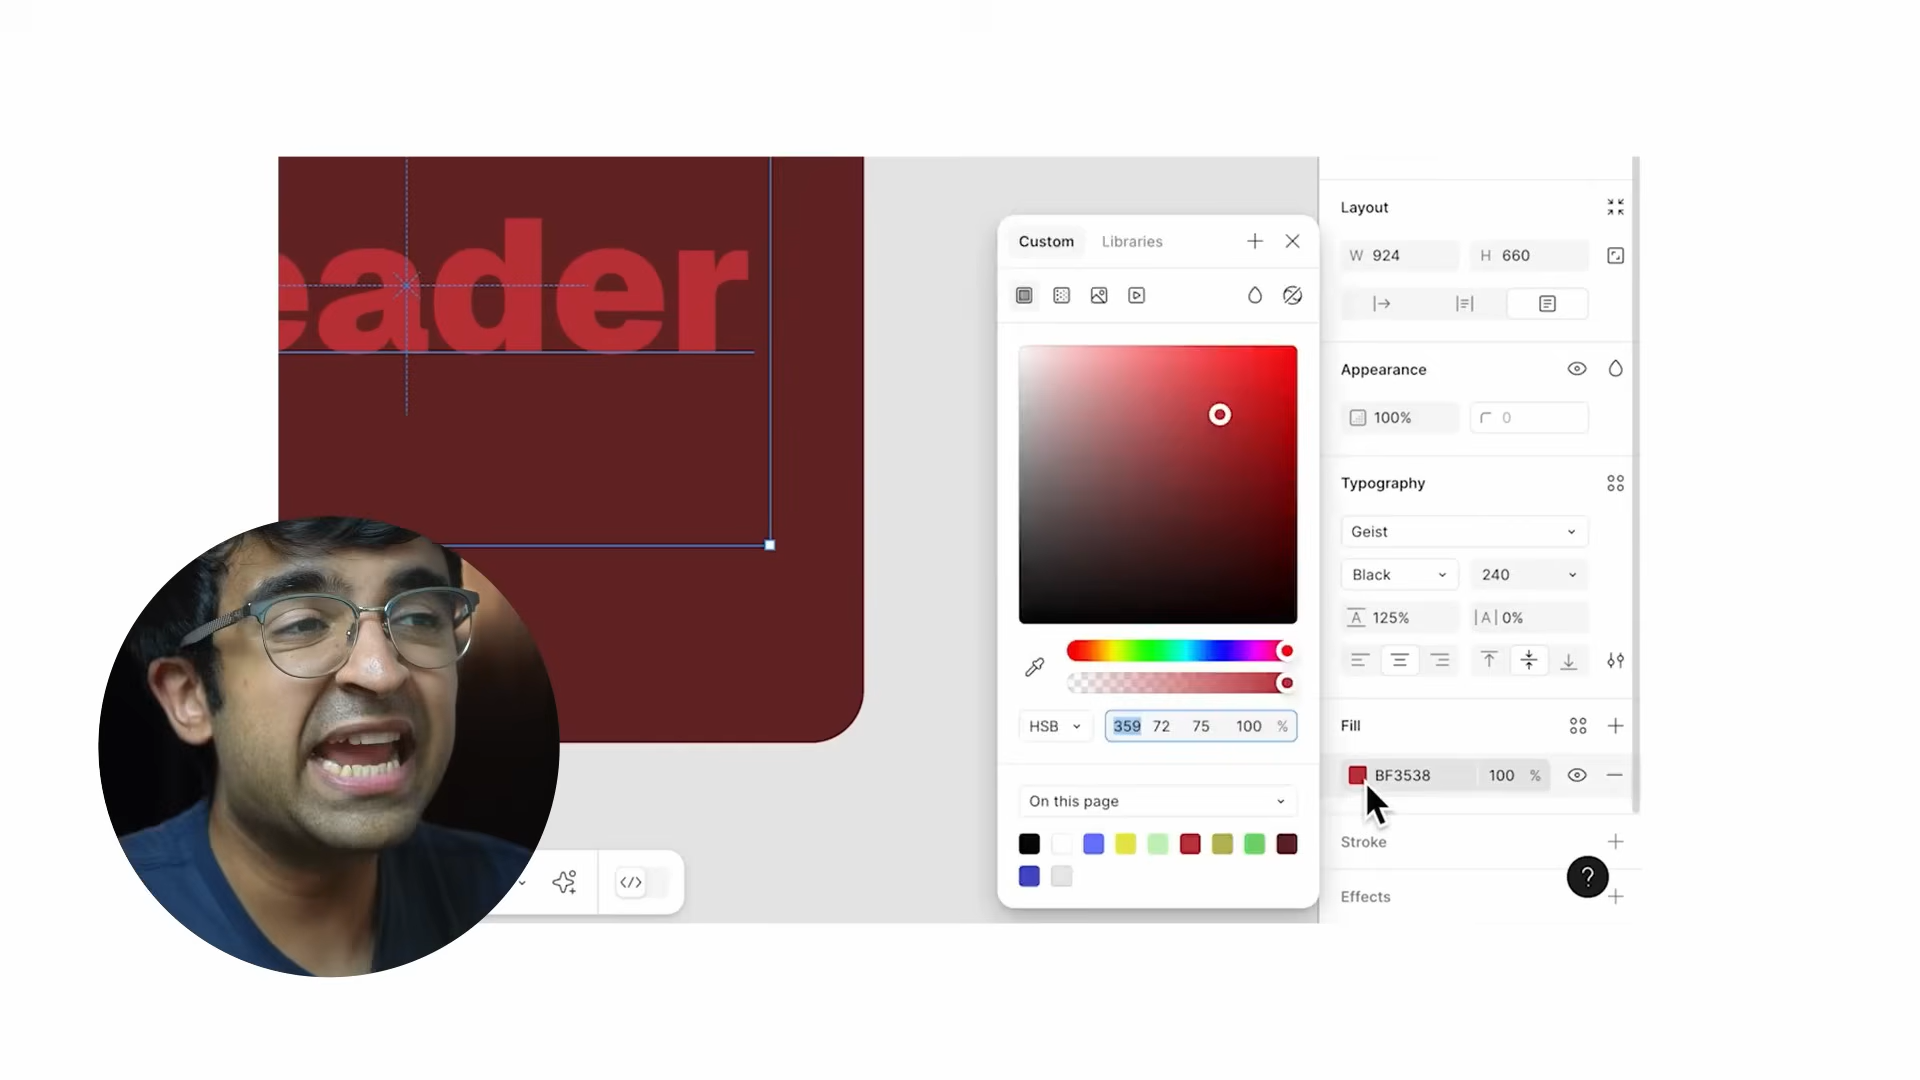 eader
Custom
Libraries
HSB
359 72 75 100 %
On this page
Layout
W 924
H 660
Appearance
100%
0
Typography
Geist
Black
240
A 125%
|A| 0%
Fill
BF3538
100 %
Stroke
Effects
?